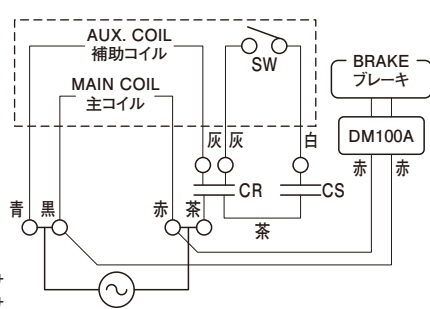 AUX. COIL
補助コイル
SW
MAIN COIL
主コイル
BRAKE
ブレーキ
DM100A
灰 灰 白
赤 赤
CR CS
青 黒 赤 茶
茶